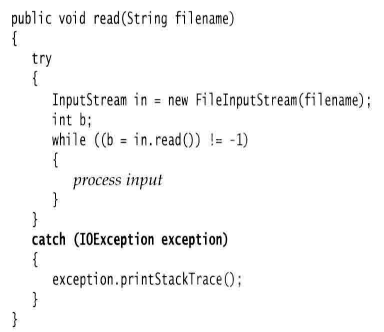 public void read(String filename)
{
try
{
InputStream in = new FileInputStream(filename);
int b;
while ((b = in.read()) != -1)
{
process input
}
}
catch (IOException exception)
{
exception.printStackTrace();
}
}